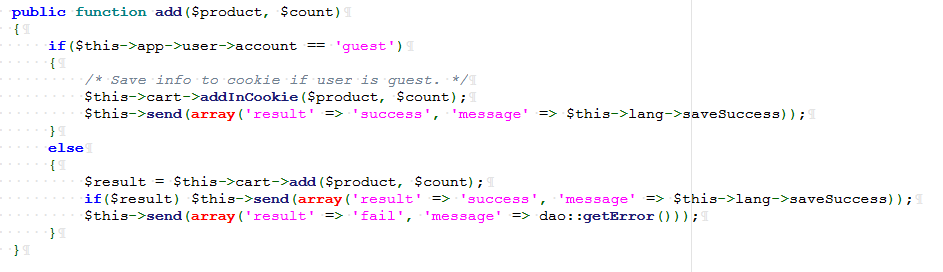 public function add($product, $count)
{
    if($this->app->user->account == 'guest')
    {
        /* Save info to cookie if user is guest. */
        $this->cart->addInCookie($product, $count);
        $this->send(array('result' => 'success', 'message' => $this->lang->saveSuccess));
    }
    else
    {
        $result = $this->cart->add($product, $count);
        if($result) $this->send(array('result' => 'success', 'message' => $this->lang->saveSuccess));
        $this->send(array('result' => 'fail', 'message' => dao::getError()));
    }
}